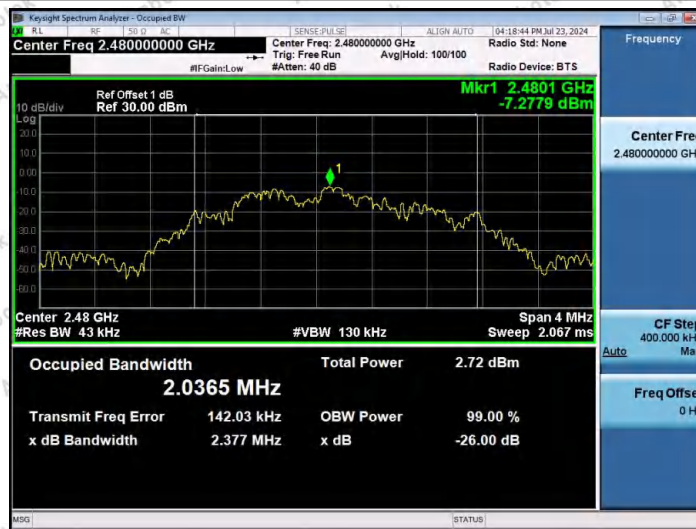 Keysight Spectrum Analyzer - Occupied BW
RL RF 50 Ω AC SENSE:PULSE ALIGN AUTO 04:18:44 PM Jul 23, 2024
Center Freq 2.480000000 GHz Center Freq: 2.480000000 GHz Radio Std: None
Trig: Free Run Avg|Hold: 100/100
#IFGain:Low #Atten: 40 dB Radio Device: BTS
Frequency
Ref Offset 1 dB Mkr1 2.4801 GHz
10 dB/div Ref 30.00 dBm -7.2779 dBm
Log
20.0
10.0
0.00
-10.0
-20.0
-30.0
-40.0
-50.0
-60.0
1
Center 2.48 GHz Span 4 MHz
#Res BW 43 kHz #VBW 130 kHz Sweep 2.067 ms
Occupied Bandwidth Total Power 2.72 dBm
2.0365 MHz
Transmit Freq Error 142.03 kHz OBW Power 99.00 %
x dB Bandwidth 2.377 MHz x dB -26.00 dB
Center Fre
2.480000000 GH
CF Step
400.000 kH
Auto Ma
Freq Offse
0 H
MSG STATUS